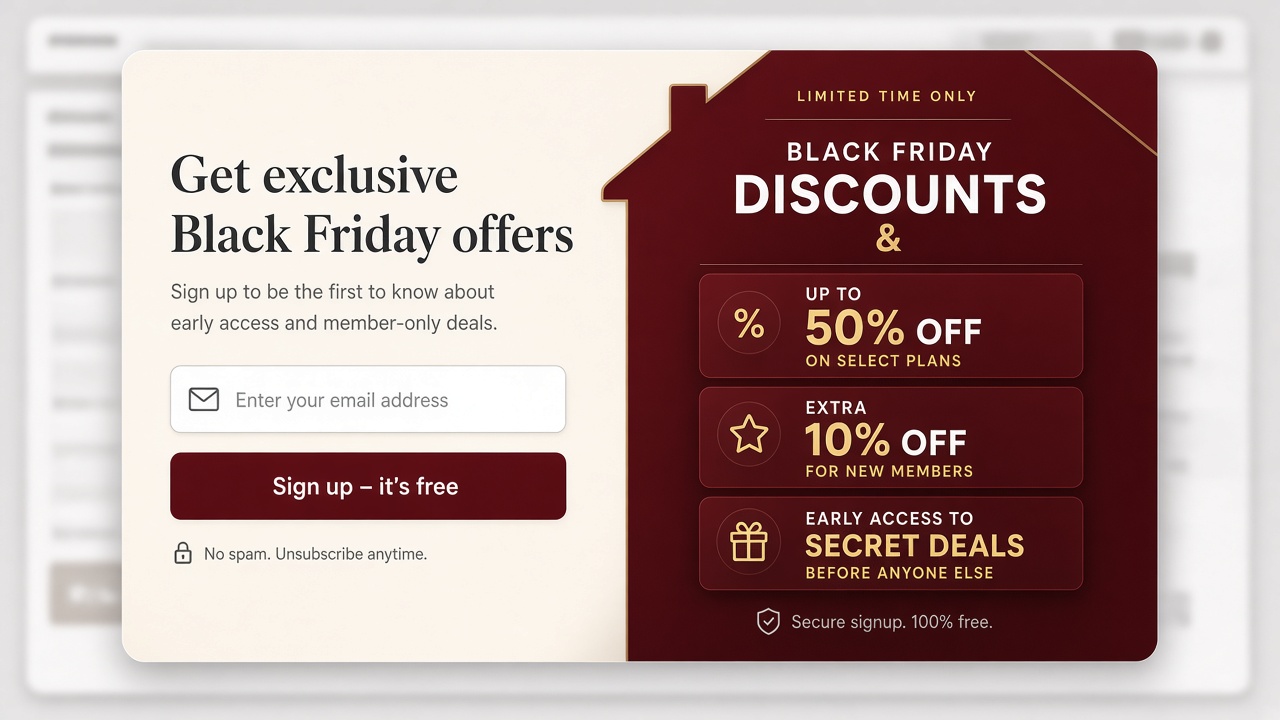 Get exclusive
Black Friday offers
Sign up to be the first to know about
early access and member-only deals.
Enter your email address
Sign up – it's free
No spam. Unsubscribe anytime.
LIMITED TIME ONLY
BLACK FRIDAY
DISCOUNTS
&
%
UP TO
50% OFF
ON SELECT PLANS
EXTRA
10% OFF
FOR NEW MEMBERS
EARLY ACCESS TO
SECRET DEALS
BEFORE ANYONE ELSE
Secure signup. 100% free.